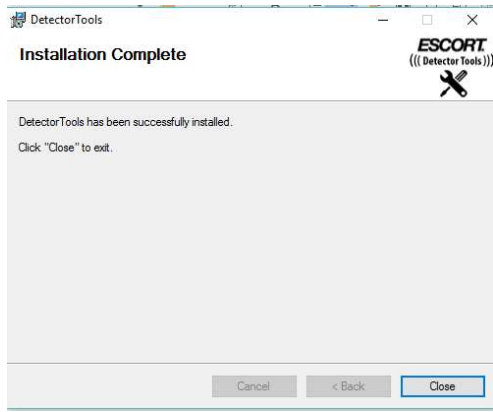 DetectorTools
Installation Complete
ESCORT.
((( Detector Tools )))
DetectorTools has been successfully installed.
Click "Close" to exit.
Cancel
< Back
Close